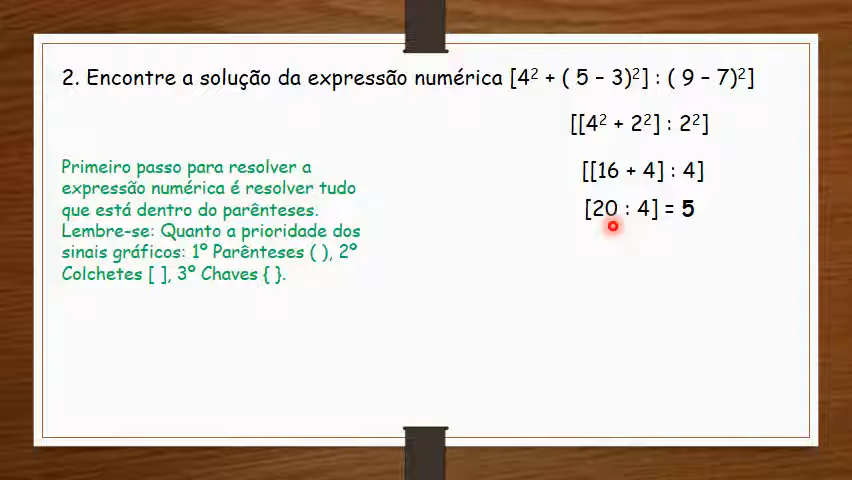 2. Encontre a solução da expressão numérica [4² + ( 5 – 3)²] : ( 9 – 7)²]
[[4² + 2²] : 2²]
[[16 + 4] : 4]
[20 : 4] = 5
Primeiro passo para resolver a
expressão numérica é resolver tudo
que está dentro do parênteses.
Lembre-se: Quanto a prioridade dos
sinais gráficos: 1º Parênteses ( ), 2º
Colchetes [ ], 3º Chaves { }.